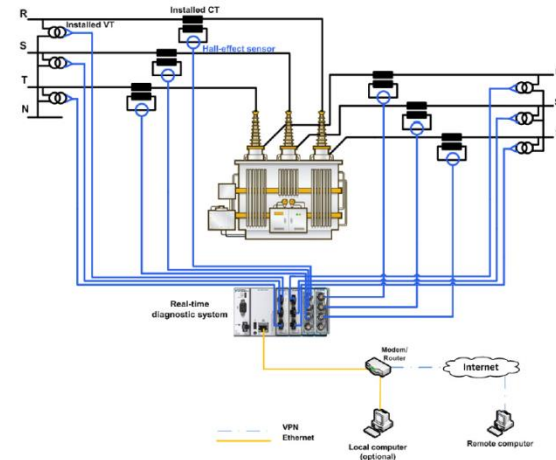 R
Installed CT
Installed VT
S
Hall-effect sensor
T
N
Real-time
diagnostic system
Modem/
Router
Internet
VPN
Ethernet
Local computer
(optional)
Remote computer